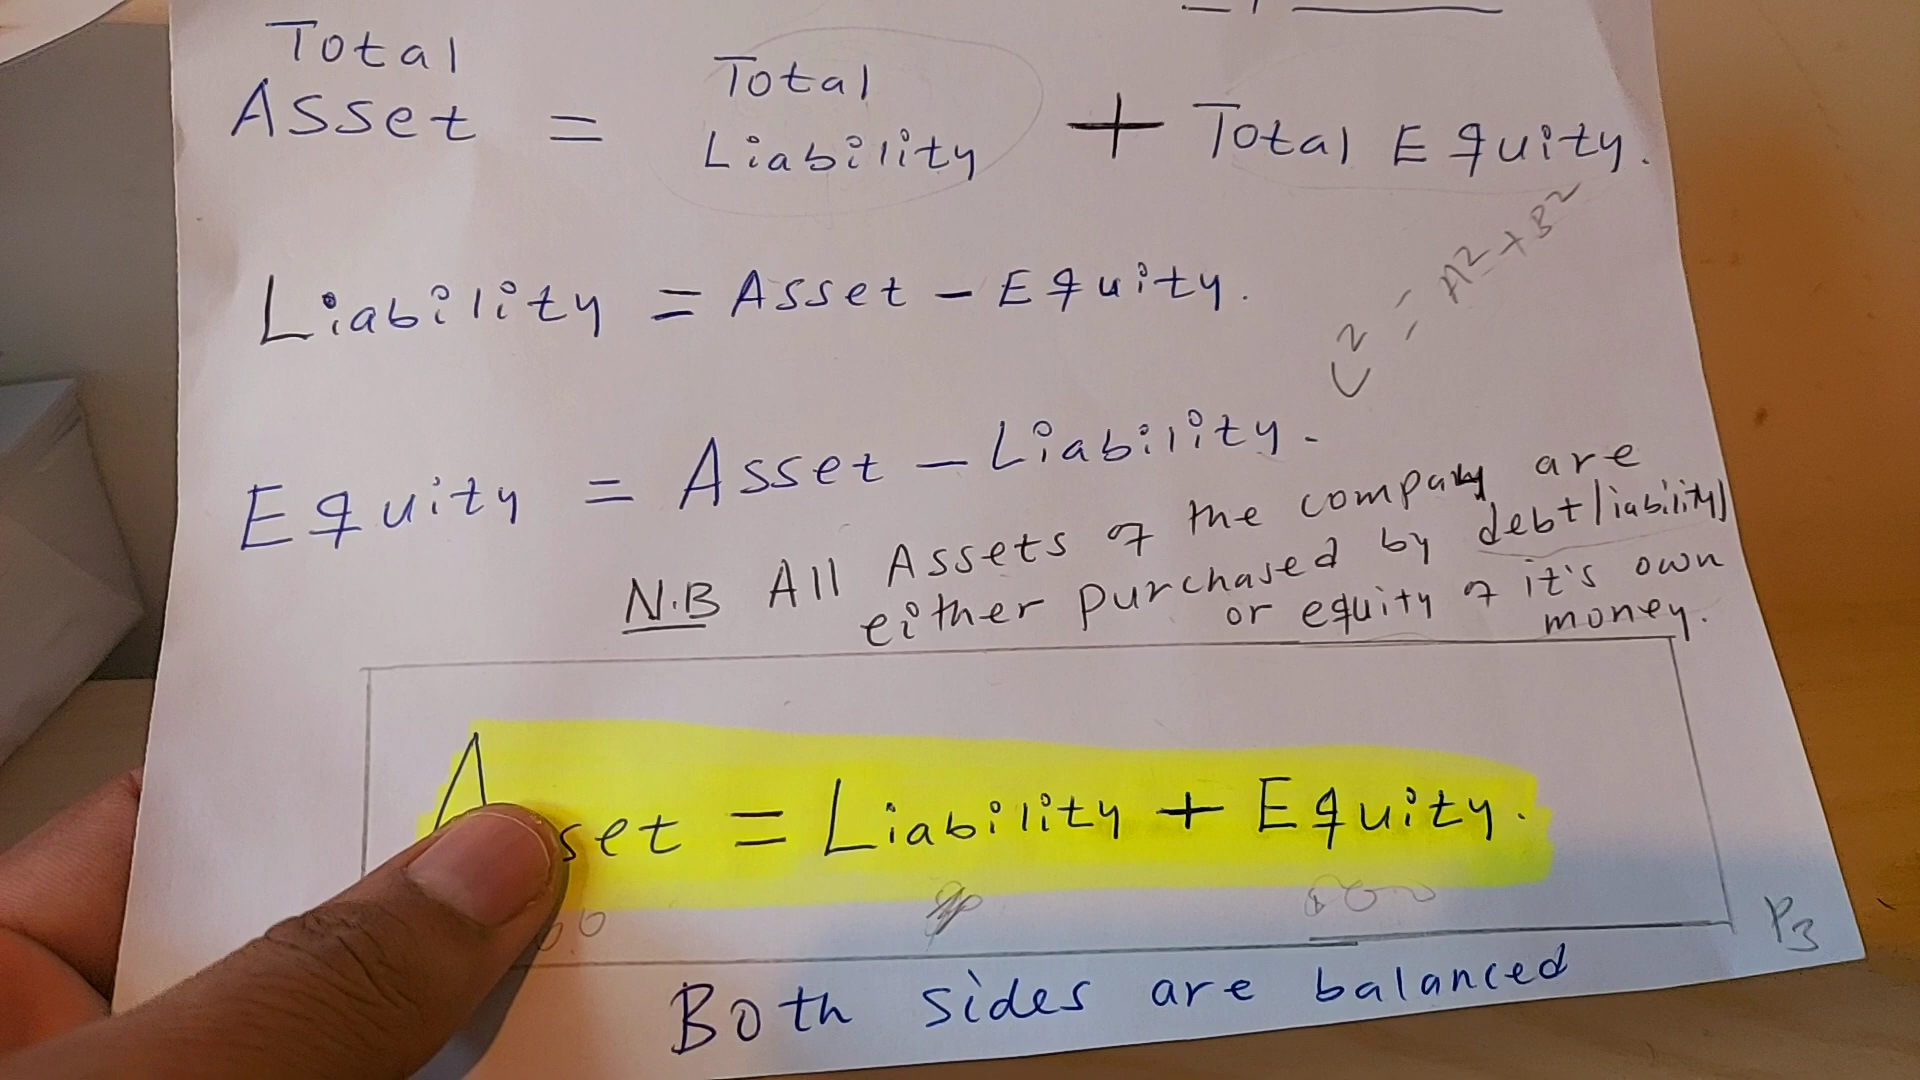 Total
Asset = Total Liability + Total Equity.
C² = A² + B²
Liability = Asset - Equity.
Equity = Asset - Liability.
N.B All Assets of the company are
either purchased by debt (liability)
or equity of it's own
money.
set = Liability + Equity.
Both sides are balanced
P3